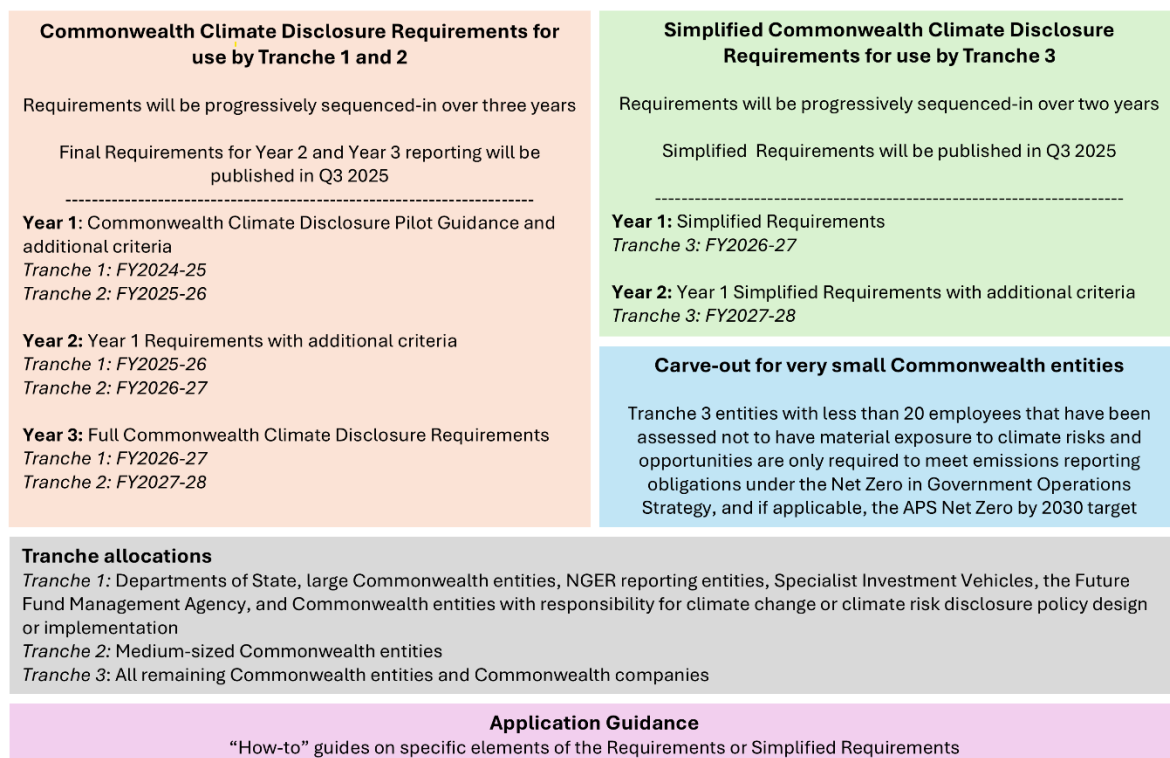 Commonwealth Climate Disclosure Requirements for
use by Tranche 1 and 2
Requirements will be progressively sequenced-in over three years
Final Requirements for Year 2 and Year 3 reporting will be
published in Q3 2025
-----------------------------------------------------------------------
Year 1: Commonwealth Climate Disclosure Pilot Guidance and
additional criteria
Tranche 1: FY2024-25
Tranche 2: FY2025-26
Year 2: Year 1 Requirements with additional criteria
Tranche 1: FY2025-26
Tranche 2: FY2026-27
Year 3: Full Commonwealth Climate Disclosure Requirements
Tranche 1: FY2026-27
Tranche 2: FY2027-28
Simplified Commonwealth Climate Disclosure
Requirements for use by Tranche 3
Requirements will be progressively sequenced-in over two years
Simplified  Requirements will be published in Q3 2025
-----------------------------------------------------------------------
Year 1: Simplified Requirements
Tranche 3: FY2026-27
Year 2: Year 1 Simplified Requirements with additional criteria
Tranche 3: FY2027-28
Carve-out for very small Commonwealth entities
Tranche 3 entities with less than 20 employees that have been
assessed not to have material exposure to climate risks and
opportunities are only required to meet emissions reporting
obligations under the Net Zero in Government Operations
Strategy, and if applicable, the APS Net Zero by 2030 target
Tranche allocations
Tranche 1: Departments of State, large Commonwealth entities, NGER reporting entities, Specialist Investment Vehicles, the Future
Fund Management Agency, and Commonwealth entities with responsibility for climate change or climate risk disclosure policy design
or implementation
Tranche 2: Medium-sized Commonwealth entities
Tranche 3: All remaining Commonwealth entities and Commonwealth companies
Application Guidance
“How-to” guides on specific elements of the Requirements or Simplified Requirements